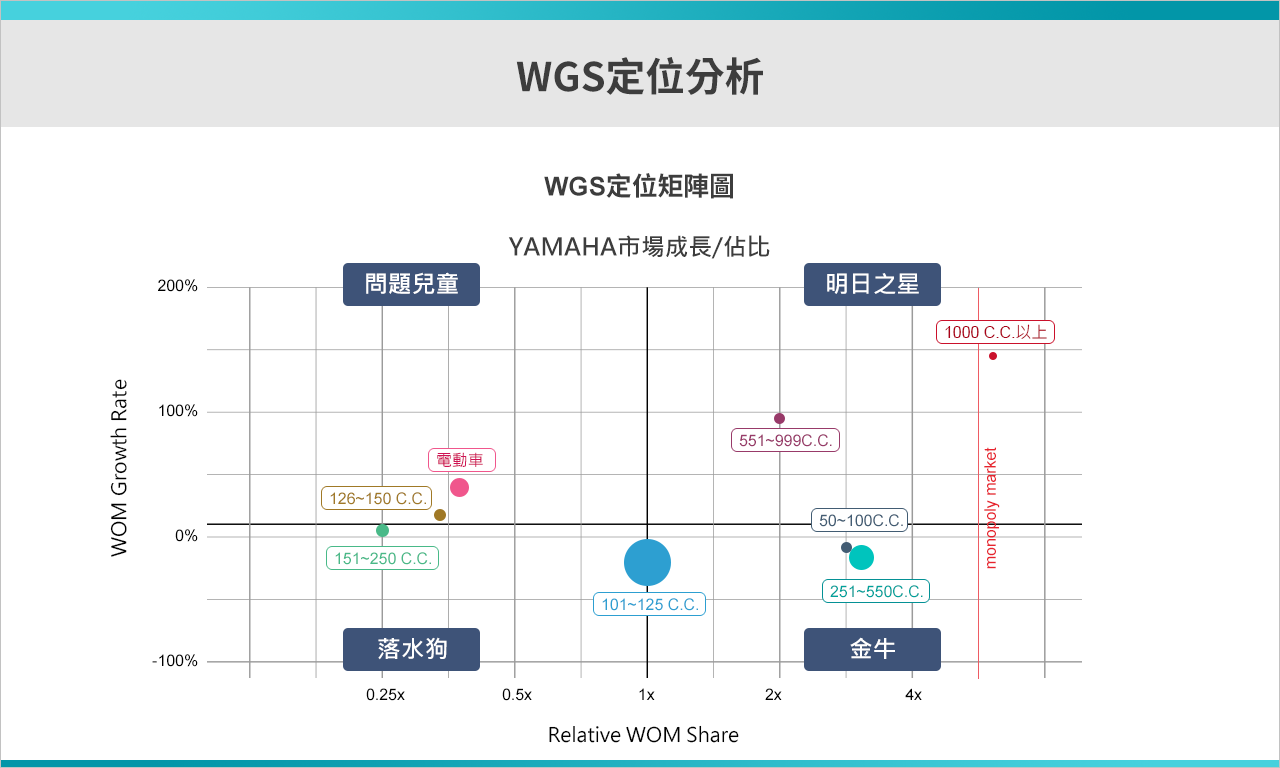 WGS定位分析
WGS定位矩陣圖
YAMAHA市場成長/佔比
問題兒童
明日之星
200%
1000 C.C.以上
100%
551~999C.C.
電動車
126~150 C.C.
50~100C.C.
0%
151~250 C.C.
251~550C.C.
101~125 C.C.
monopoly market
WOM Growth Rate
落水狗
金牛
-100%
0.25x
0.5x
1x
2x
4x
Relative WOM Share